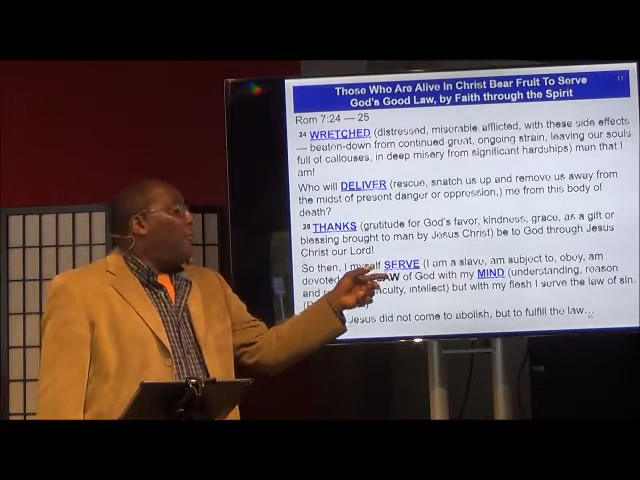 Those Who Are Alive In Christ Bear Fruit To Serve
God's Good Law, by Faith through the Spirit
11
Rom 7:24 — 25
24 WRETCHED (distressed, miserable afflicted, with these side effects
— beaten-down from continued great, ongoing strain, leaving our souls
full of callouses, in deep misery from significant hardships) man that I
am!
Who will DELIVER (rescue, snatch us up and remove us away from
the midst of present danger or oppression,) me from this body of
death?
25 THANKS (gratitude for God's favor, kindness, grace, as a gift or
blessing brought to man by Jesus Christ) be to God through Jesus
Christ our Lord!
So then, I myself SERVE (I am a slave, am subject to, obey, am
devoted LAW of God with my MIND (understanding, reason
and faculty, intellect) but with my flesh I serve the law of sin.
Jesus did not come to abolish, but to fulfill the law…